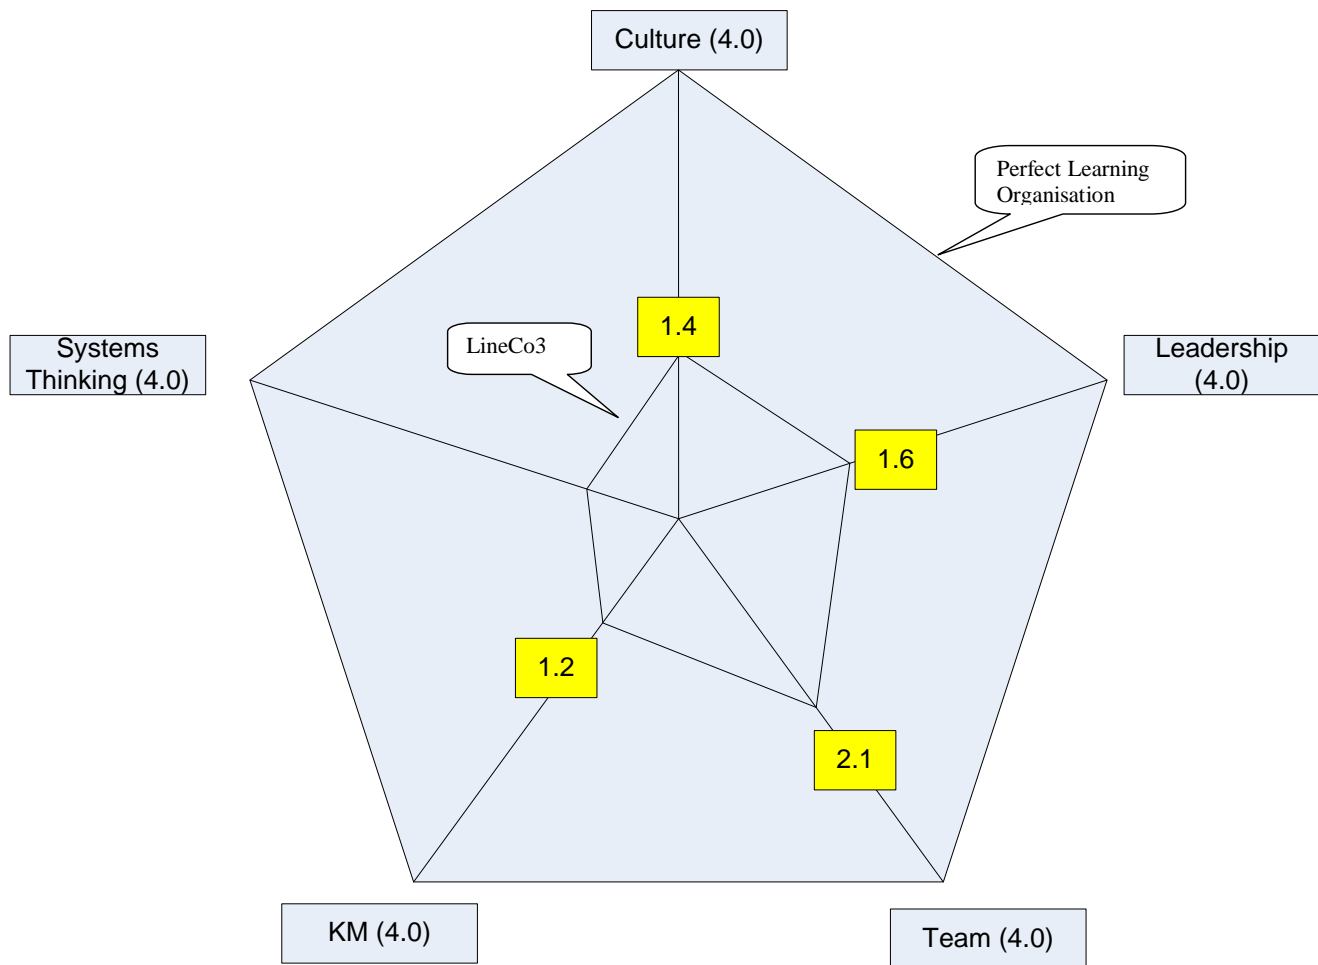 Culture (4.0)
Perfect Learning
Organisation
1.4
LineCo3
Systems
Thinking (4.0)
Leadership
(4.0)
1.6
1.2
2.1
KM (4.0)
Team (4.0)